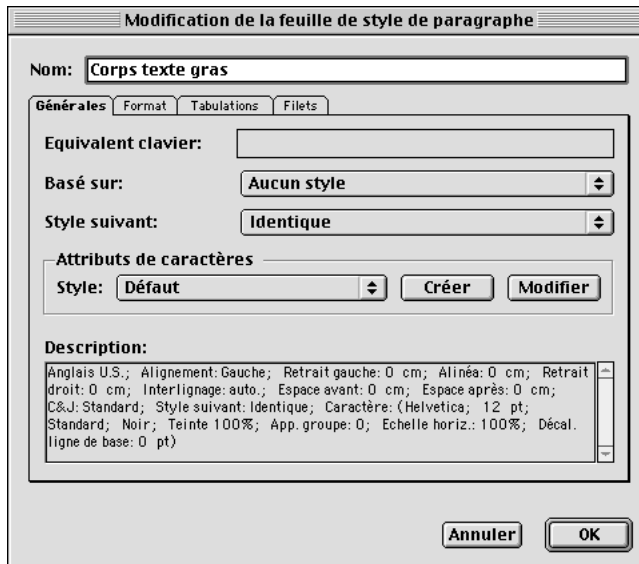 Modification de la feuille de style de paragraphe
Nom: Corps texte gras
Générales Format Tabulations Filets
Equivalent clavier:
Basé sur: Aucun style
Style suivant: Identique
Attributs de caractères
Style: Défaut Créer Modifier
Description:
Anglais U.S.; Alignement: Gauche; Retrait gauche: 0 cm; Alinéa: 0 cm; Retrait
droit: 0 cm; Interlignage: auto.; Espace avant: 0 cm; Espace après: 0 cm;
C&J: Standard; Style suivant: Identique; Caractère: (Helvetica; 12 pt;
Standard; Noir; Teinte 100%; App. groupe: 0; Echelle horiz.: 100%; Décal.
ligne de base: 0 pt)
Annuler OK